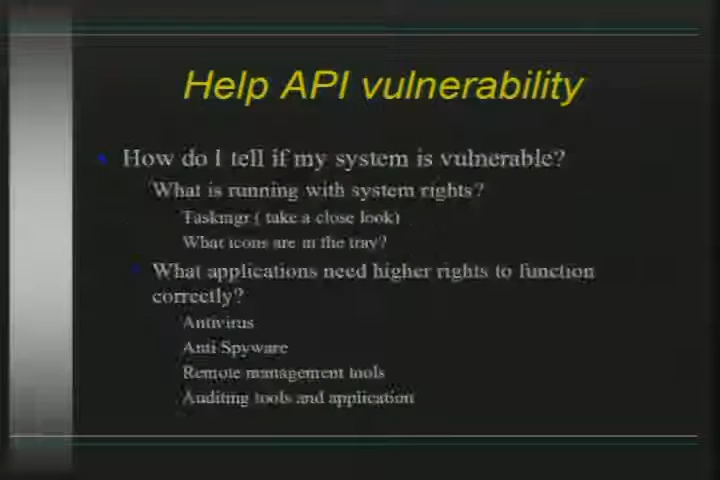 Help API vulnerability
How do I tell if my system is vulnerable?
What is running with system rights?
Taskmgr ( take a close look)
What icons are in the tray?
What applications need higher rights to function
correctly?
Antivirus
Anti Spyware
Remote management tools
Auditing tools and application